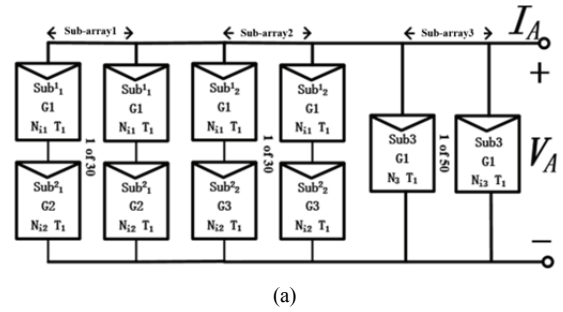 Sub-array1 Sub-array2 Sub-array3 I_A
Sub¹₁ Sub¹₁ Sub¹₂ Sub¹₂ +
G1 G1 G1 G1
N_i1 T₁ N_i1 T₁ N_i1 T₁ N_i1 T₁
1 of 30 1 of 30
Sub3 Sub3
G1 G1
N₃ T₁ N_i3 T₁
1 of 50
V_A
Sub²₁ Sub²₁ Sub²₂ Sub²₂
G2 G2 G3 G3
N_i2 T₁ N_i2 T₁ N_i2 T₁ N_i2 T₁
−
(a)